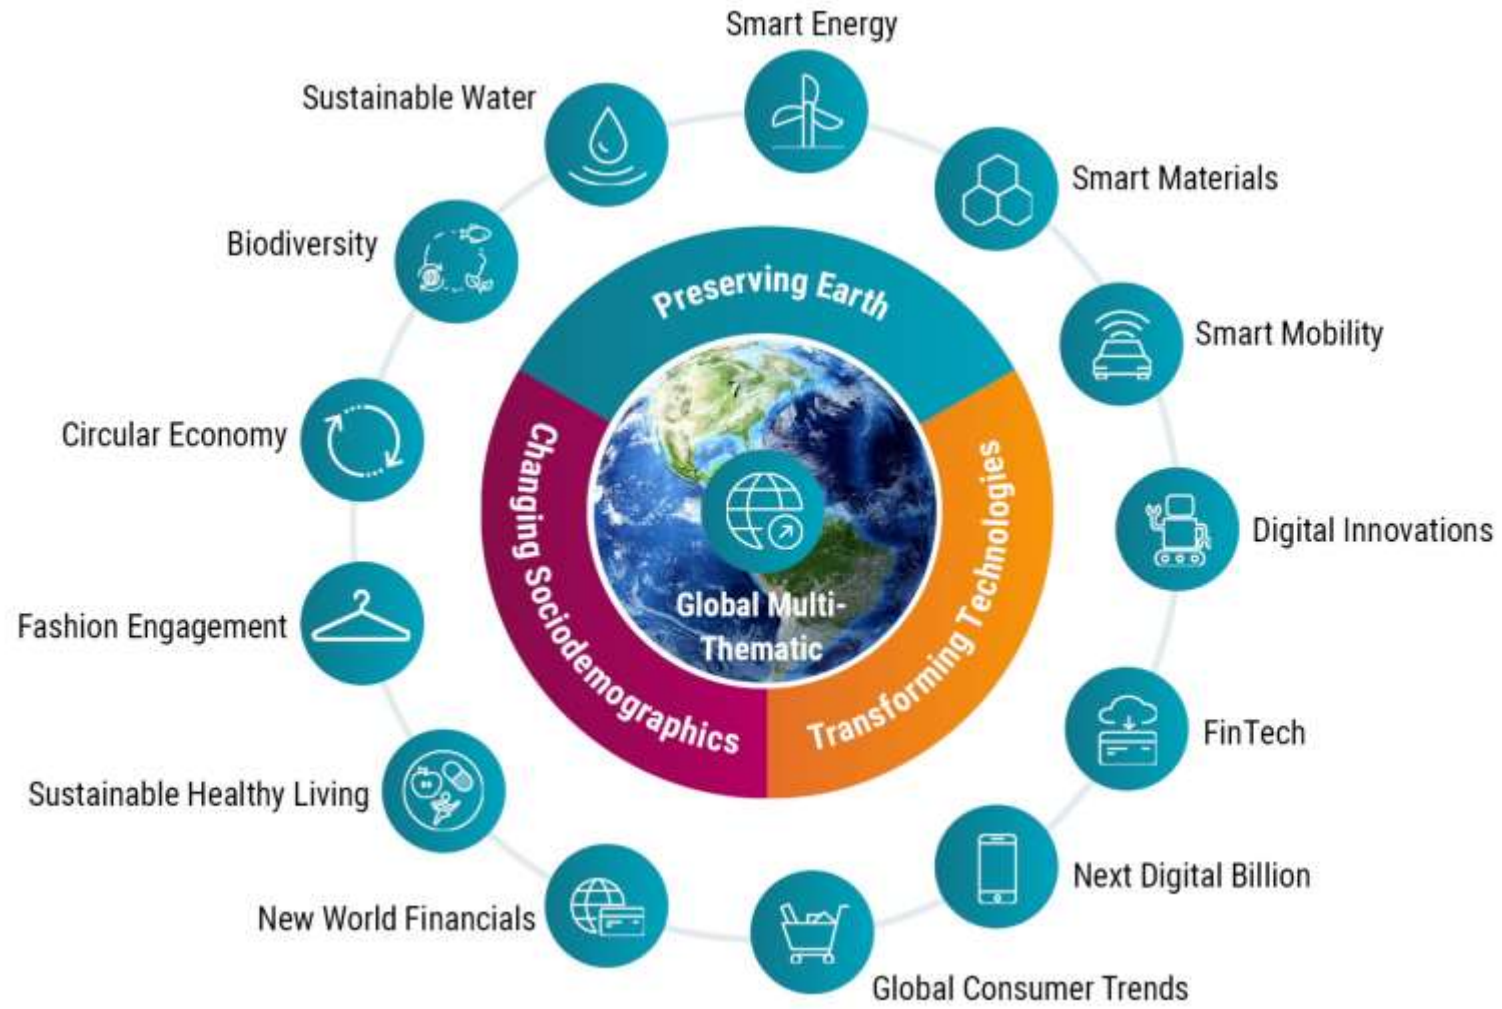 Smart Energy
Sustainable Water
Smart Materials
Biodiversity
Smart Mobility
Preserving Earth
Circular Economy
Changing Sociodemographics
Transforming Technologies
Digital Innovations
Global Multi-
Thematic
Fashion Engagement
FinTech
Sustainable Healthy Living
Next Digital Billion
New World Financials
Global Consumer Trends